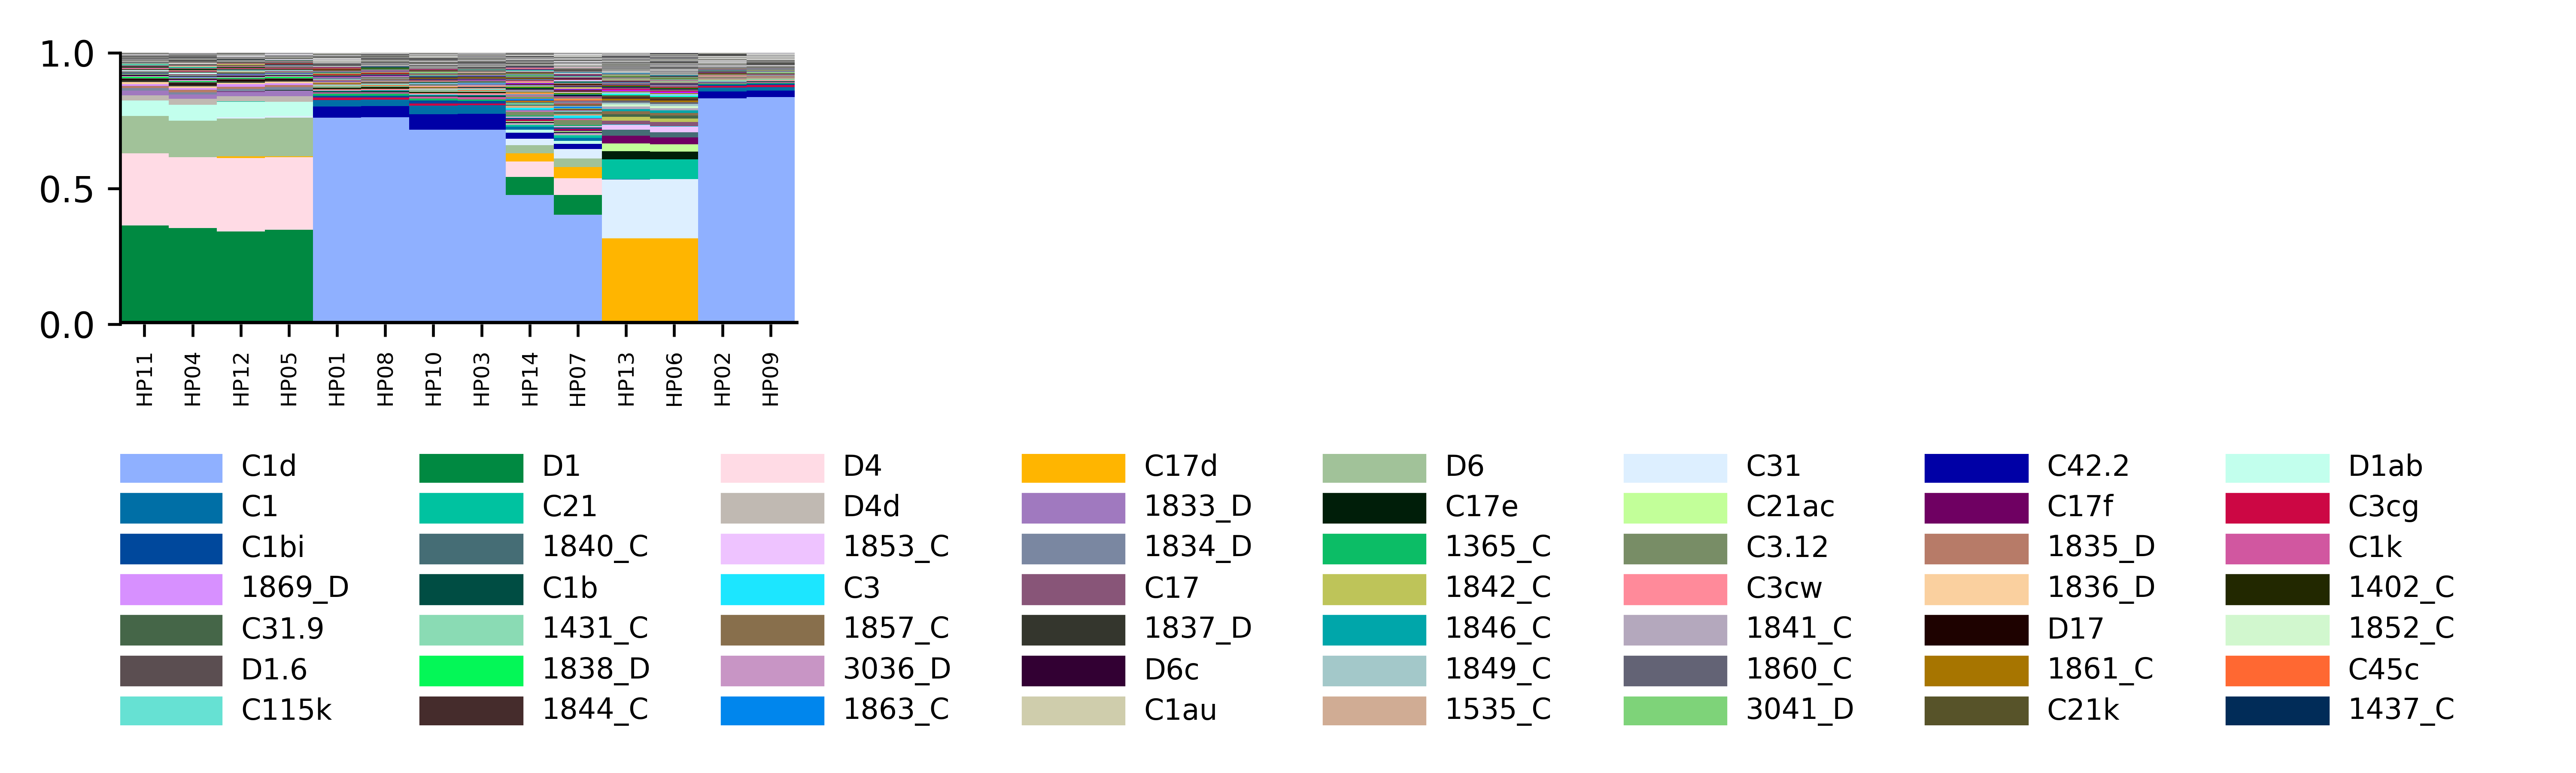 1.0
0.5
0.0
HP11 HP04 HP12 HP05 HP01 HP08 HP10 HP03 HP14 HP07 HP13 HP06 HP02 HP09
C1d D1 D4 C17d D6 C31 C42.2 D1ab
C1 C21 D4d 1833_D C17e C21ac C17f C3cg
C1bi 1840_C 1853_C 1834_D 1365_C C3.12 1835_D C1k
1869_D C1b C3 C17 1842_C C3cw 1836_D 1402_C
C31.9 1431_C 1857_C 1837_D 1846_C 1841_C D17 1852_C
D1.6 1838_D 3036_D D6c 1849_C 1860_C 1861_C C45c
C115k 1844_C 1863_C C1au 1535_C 3041_D C21k 1437_C